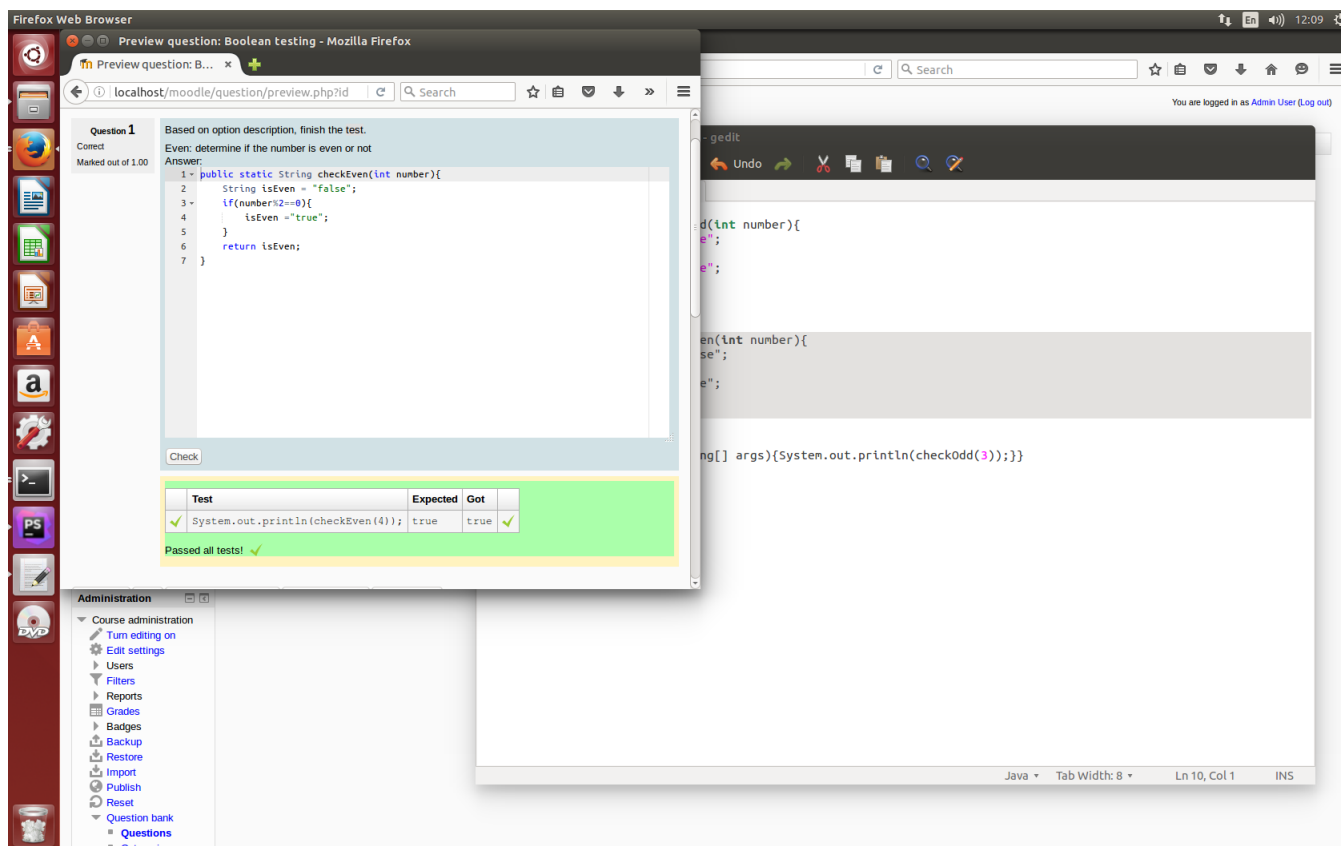 Firefox Web Browser
En 12:09
Preview question: Boolean testing - Mozilla Firefox
Preview question: B...
localhost/moodle/question/preview.php?id
Search
Search
You are logged in as Admin User (Log out)
Question 1
Correct
Marked out of 1.00
Based on option description, finish the test.
Even: determine if the number is even or not
Answer:
1 public static String checkEven(int number){
2 String isEven = "false";
3 if(number%2==0){
4 isEven ="true";
5 }
6 return isEven;
7 }
Check
Test Expected Got
System.out.println(checkEven(4)); true true
Passed all tests!
- gedit
Undo
d(int number){
e";
e";
en(int number){
se";
e";
ng[] args){System.out.println(checkOdd(3));}}
Java Tab Width: 8 Ln 10, Col 1 INS
Administration
Course administration
Turn editing on
Edit settings
Users
Filters
Reports
Grades
Badges
Backup
Restore
Import
Publish
Reset
Question bank
Questions
a
PS
DVD